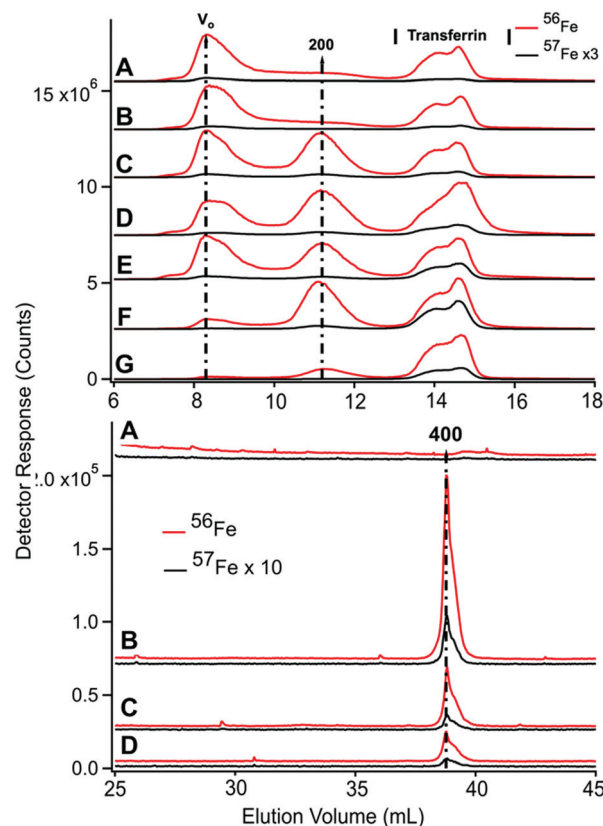 Vo
200
Transferrin
56Fe
57Fe x3
A
15 x10^6
B
C
10
D
E
5
F
G
0
6 8 10 12 14 16 18
Detector Response (Counts)
A
400
2.0 x10^5
56Fe
57Fe x 10
1.5
B
1.0
C
0.5
D
0.0
25 30 35 40 45
Elution Volume (mL)